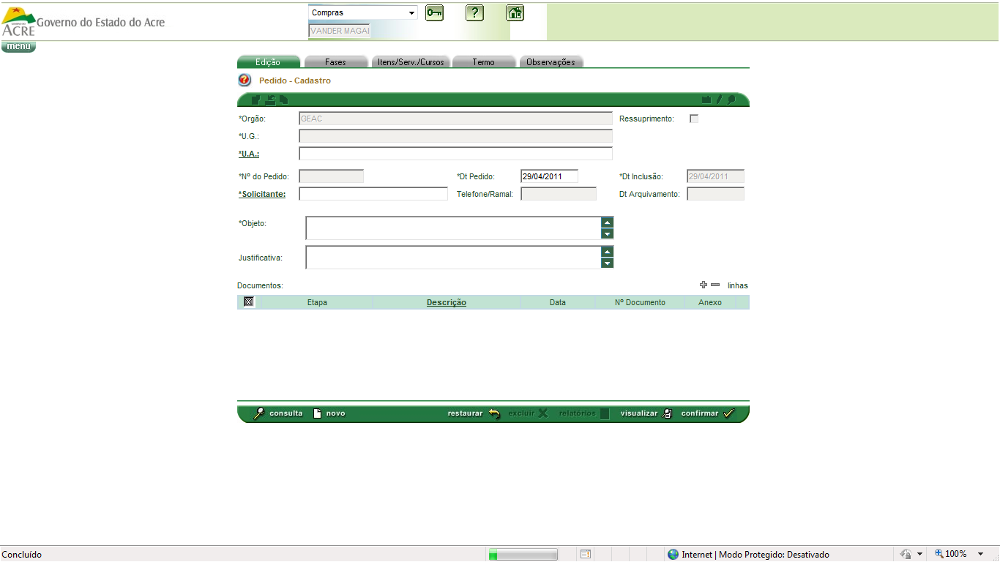 Compras
Governo do Estado do Acre
GOVERNO DO
ACRE
VANDER MAGAI
menu
Edição Fases Itens/Serv./Cursos Termo Observações
Pedido - Cadastro
*Orgão: GEAC Ressuprimento:
*U.G.:
*U.A.:
*Nº do Pedido: *Dt Pedido: 29/04/2011 *Dt Inclusão: 29/04/2011
*Solicitante: Telefone/Ramal: Dt Arquivamento:
*Objeto:
Justificativa:
Documentos: linhas
Etapa Descrição Data Nº Documento Anexo
consulta novo restaurar excluir relatórios visualizar confirmar
Concluído Internet | Modo Protegido: Desativado 100%